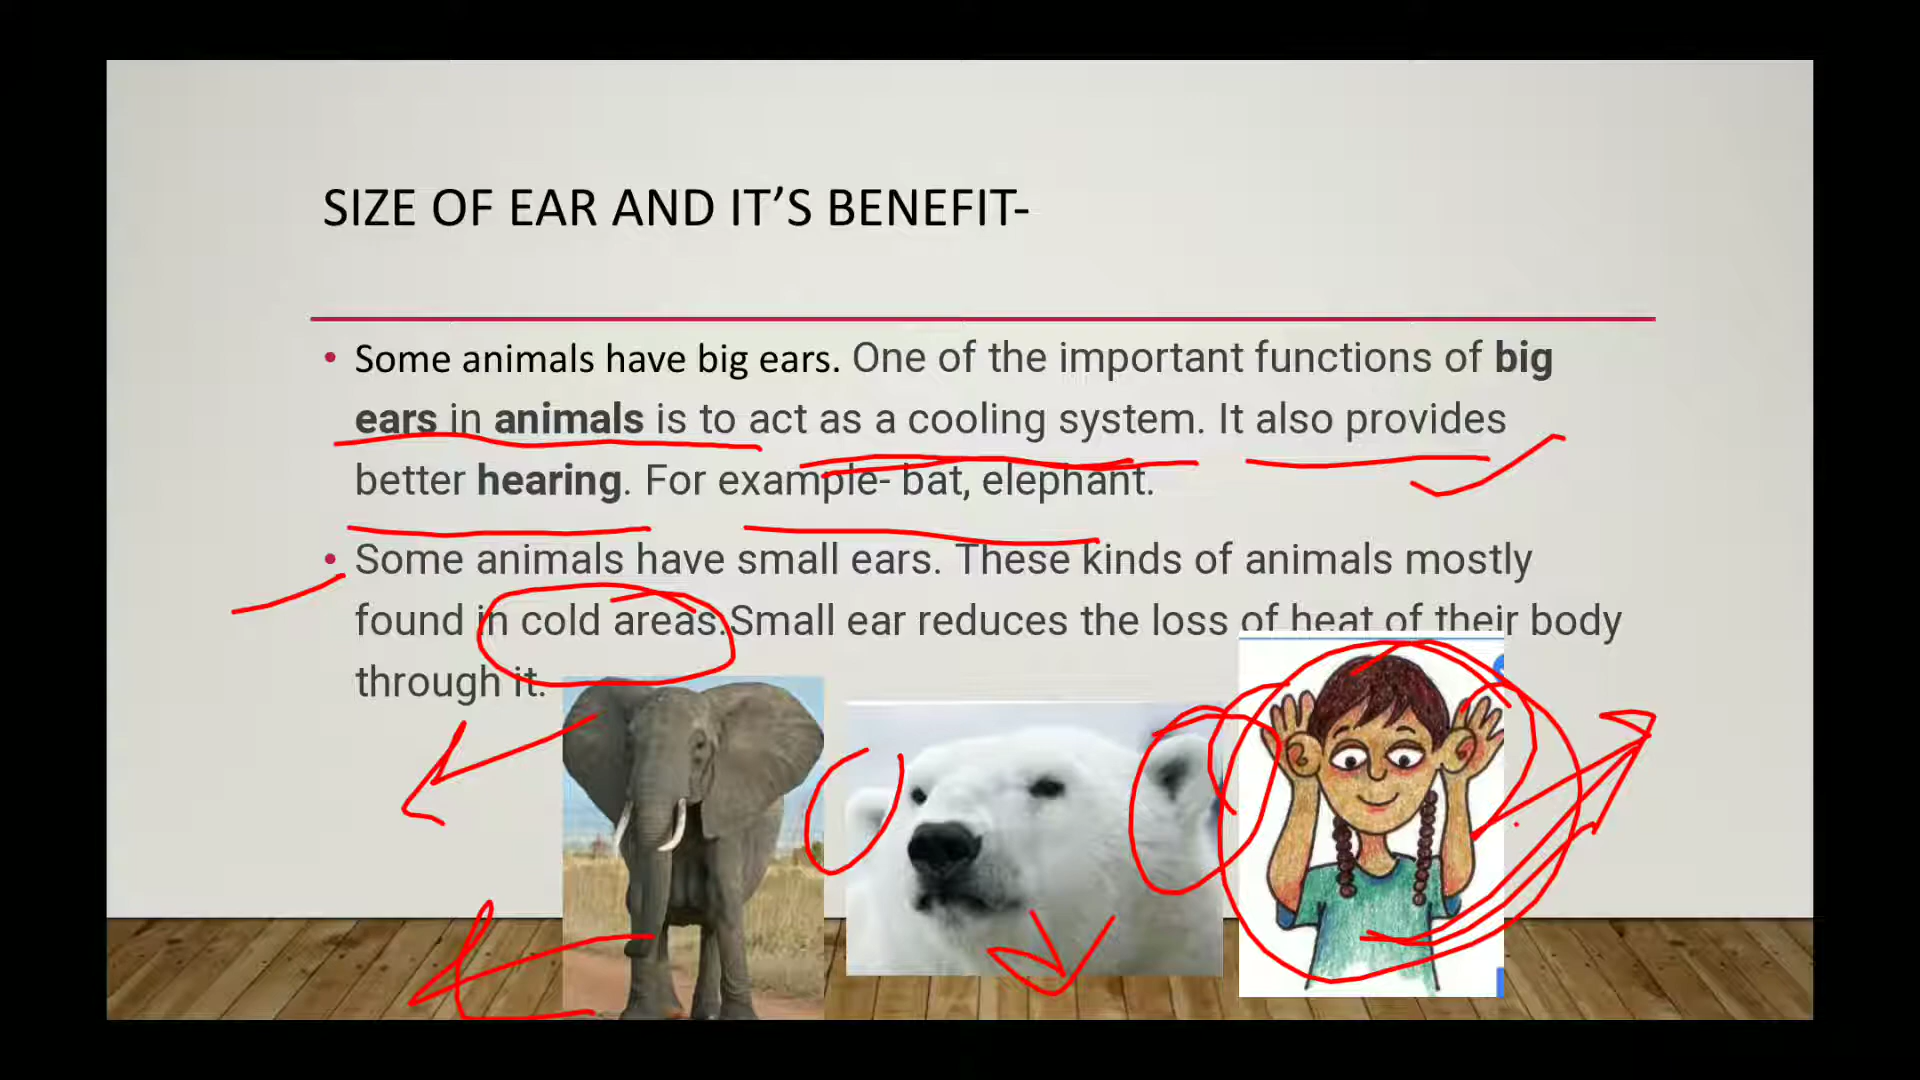 SIZE OF EAR AND IT’S BENEFIT-
• Some animals have big ears. One of the important functions of big
ears in animals is to act as a cooling system. It also provides
better hearing. For example- bat, elephant.
• Some animals have small ears. These kinds of animals mostly
found in cold areas.Small ear reduces the loss of heat of their body
through it.